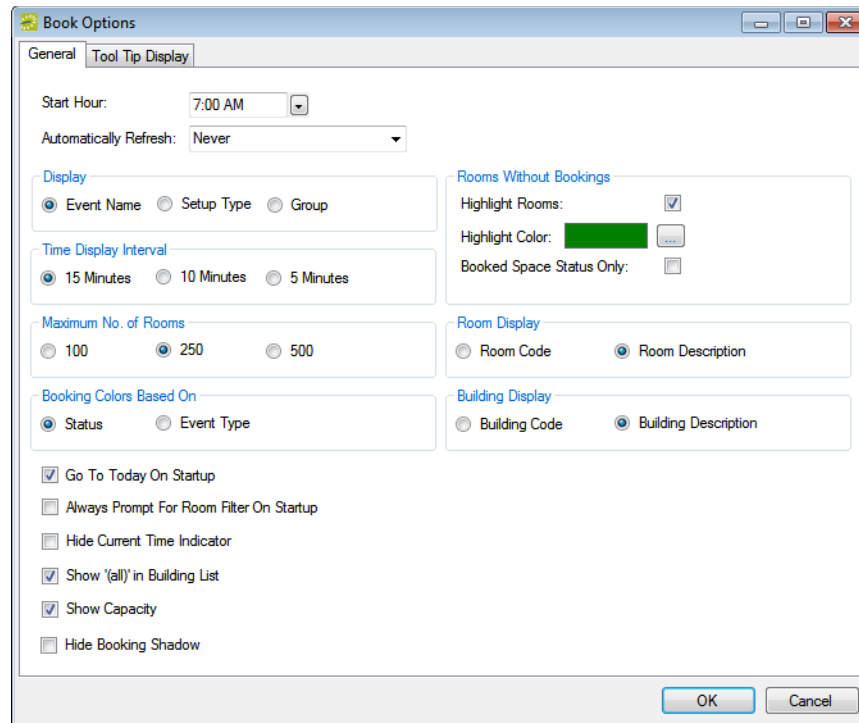 Book Options
General Tool Tip Display
Start Hour: 7:00 AM
Automatically Refresh: Never
Display
Event Name Setup Type Group
Time Display Interval
15 Minutes 10 Minutes 5 Minutes
Maximum No. of Rooms
100 250 500
Booking Colors Based On
Status Event Type
Rooms Without Bookings
Highlight Rooms:
Highlight Color: ...
Booked Space Status Only:
Room Display
Room Code Room Description
Building Display
Building Code Building Description
Go To Today On Startup
Always Prompt For Room Filter On Startup
Hide Current Time Indicator
Show '(all)' in Building List
Show Capacity
Hide Booking Shadow
OK Cancel